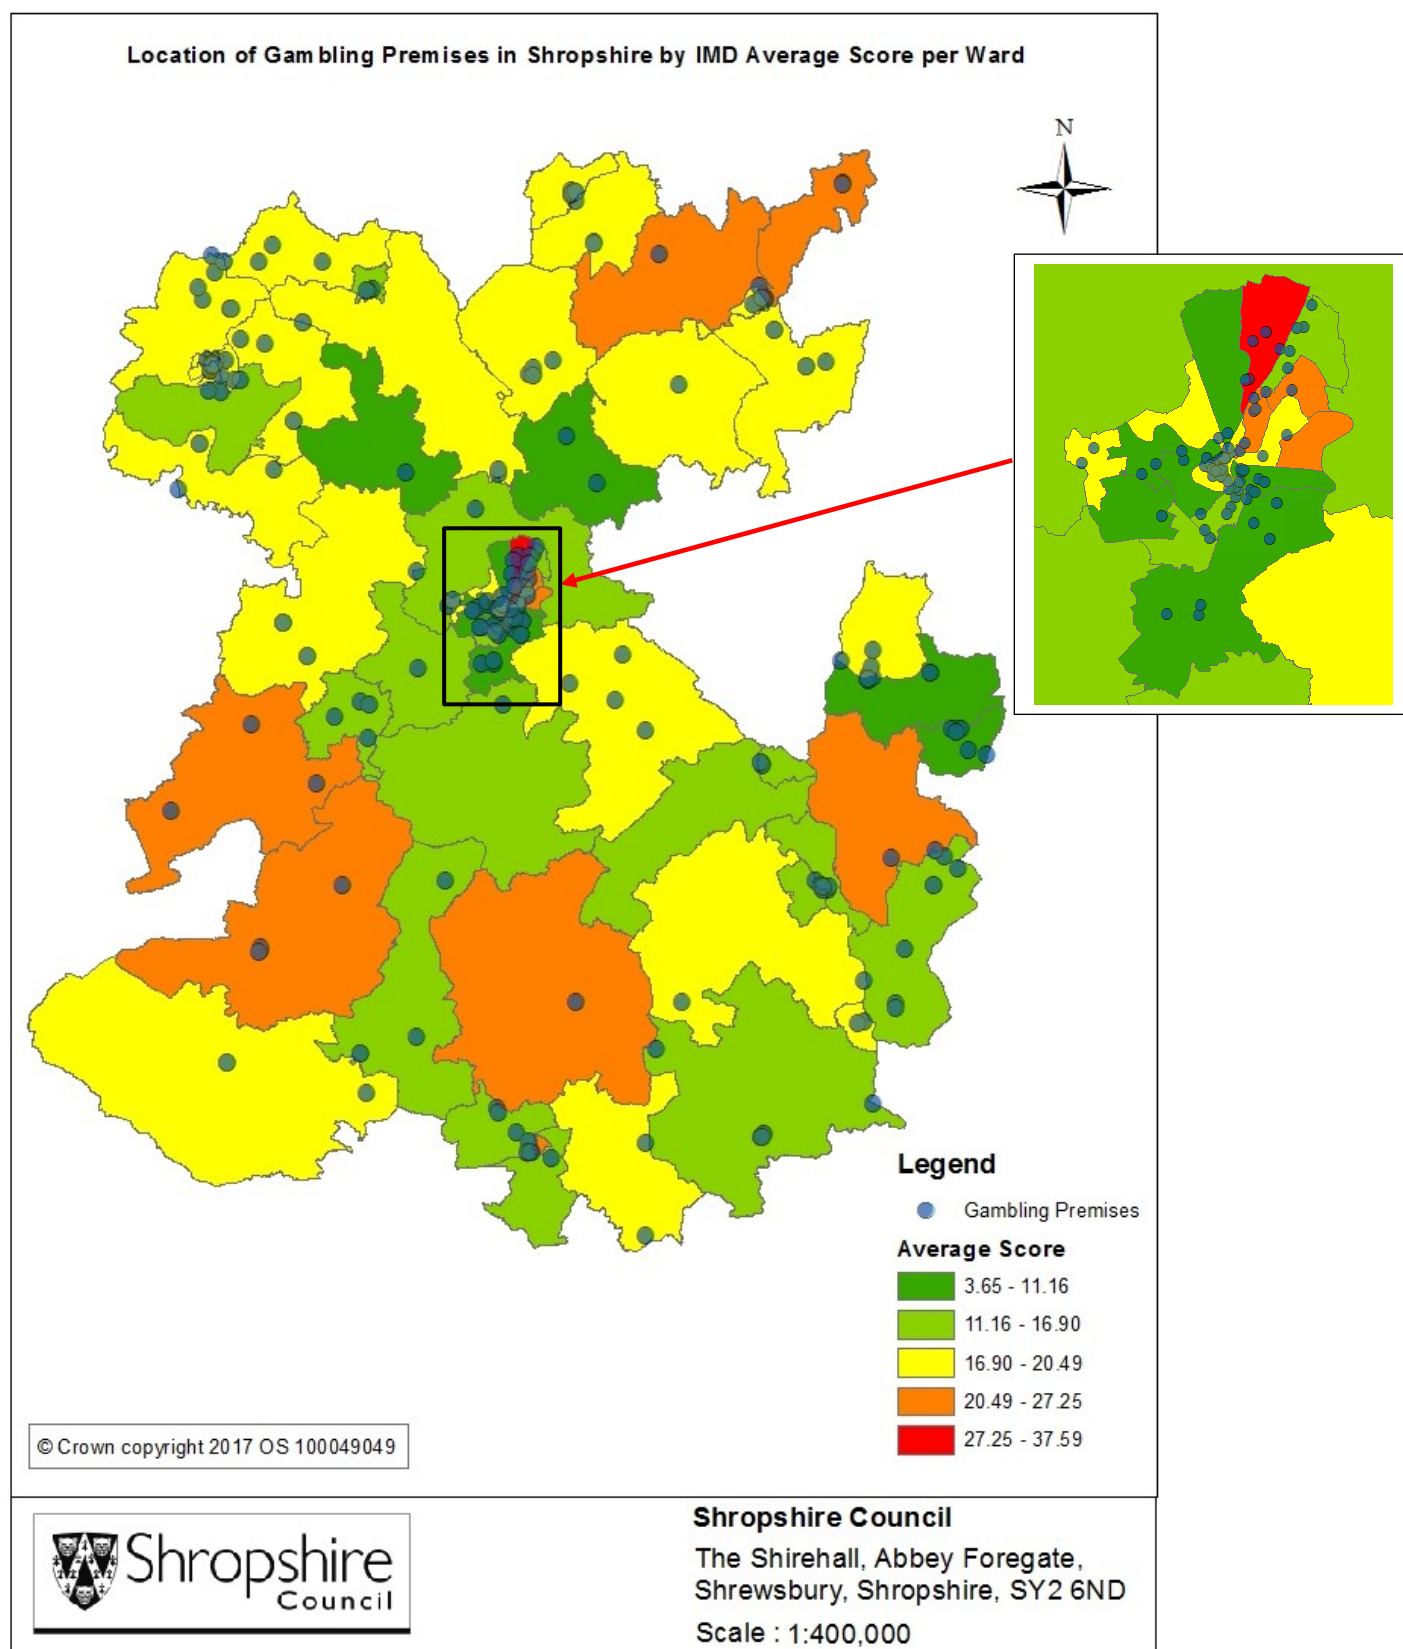 Location of Gambling Premises in Shropshire by IMD Average Score per Ward
N
Legend
Gambling Premises
Average Score
3.65 - 11.16
11.16 - 16.90
16.90 - 20.49
20.49 - 27.25
27.25 - 37.59
© Crown copyright 2017 OS 100049049
Shropshire
Council
Shropshire Council
The Shirehall, Abbey Foregate,
Shrewsbury, Shropshire, SY2 6ND
Scale : 1:400,000